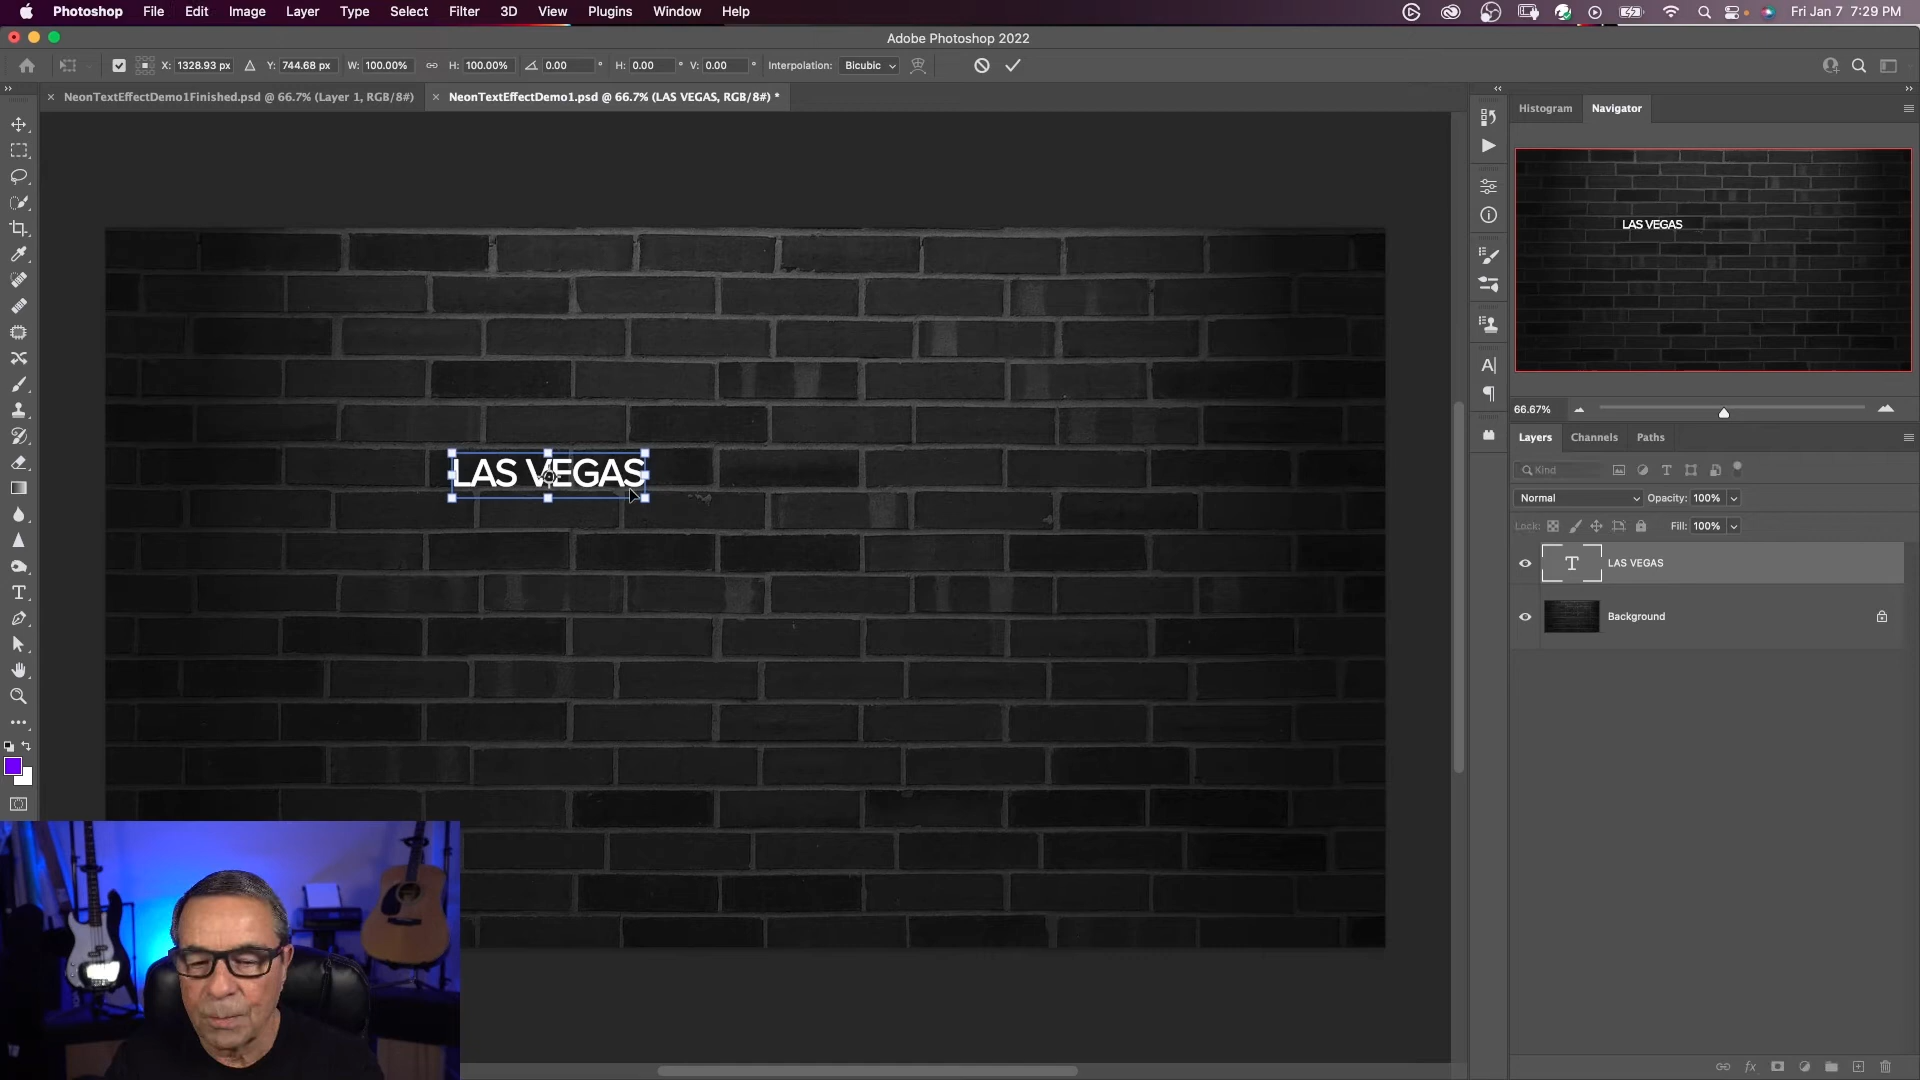 Photoshop File Edit Image Layer Type Select Filter 3D View Plugins Window Help Fri Jan 7 7:29 PM
Adobe Photoshop 2022
X: 1328.93 px Y: 744.68 px W: 100.00% H: 100.00% 0.00 ° H: 0.00 ° V: 0.00 ° Interpolation: Bicubic
NeonTextEffectDemo1Finished.psd @ 66.7% (Layer 1, RGB/8#)
NeonTextEffectDemo1.psd @ 66.7% (LAS VEGAS, RGB/8#) *
Histogram Navigator
LAS VEGAS
66.67%
Layers Channels Paths
Kind
Normal Opacity: 100%
Lock: Fill: 100%
LAS VEGAS
Background
LAS VEGAS